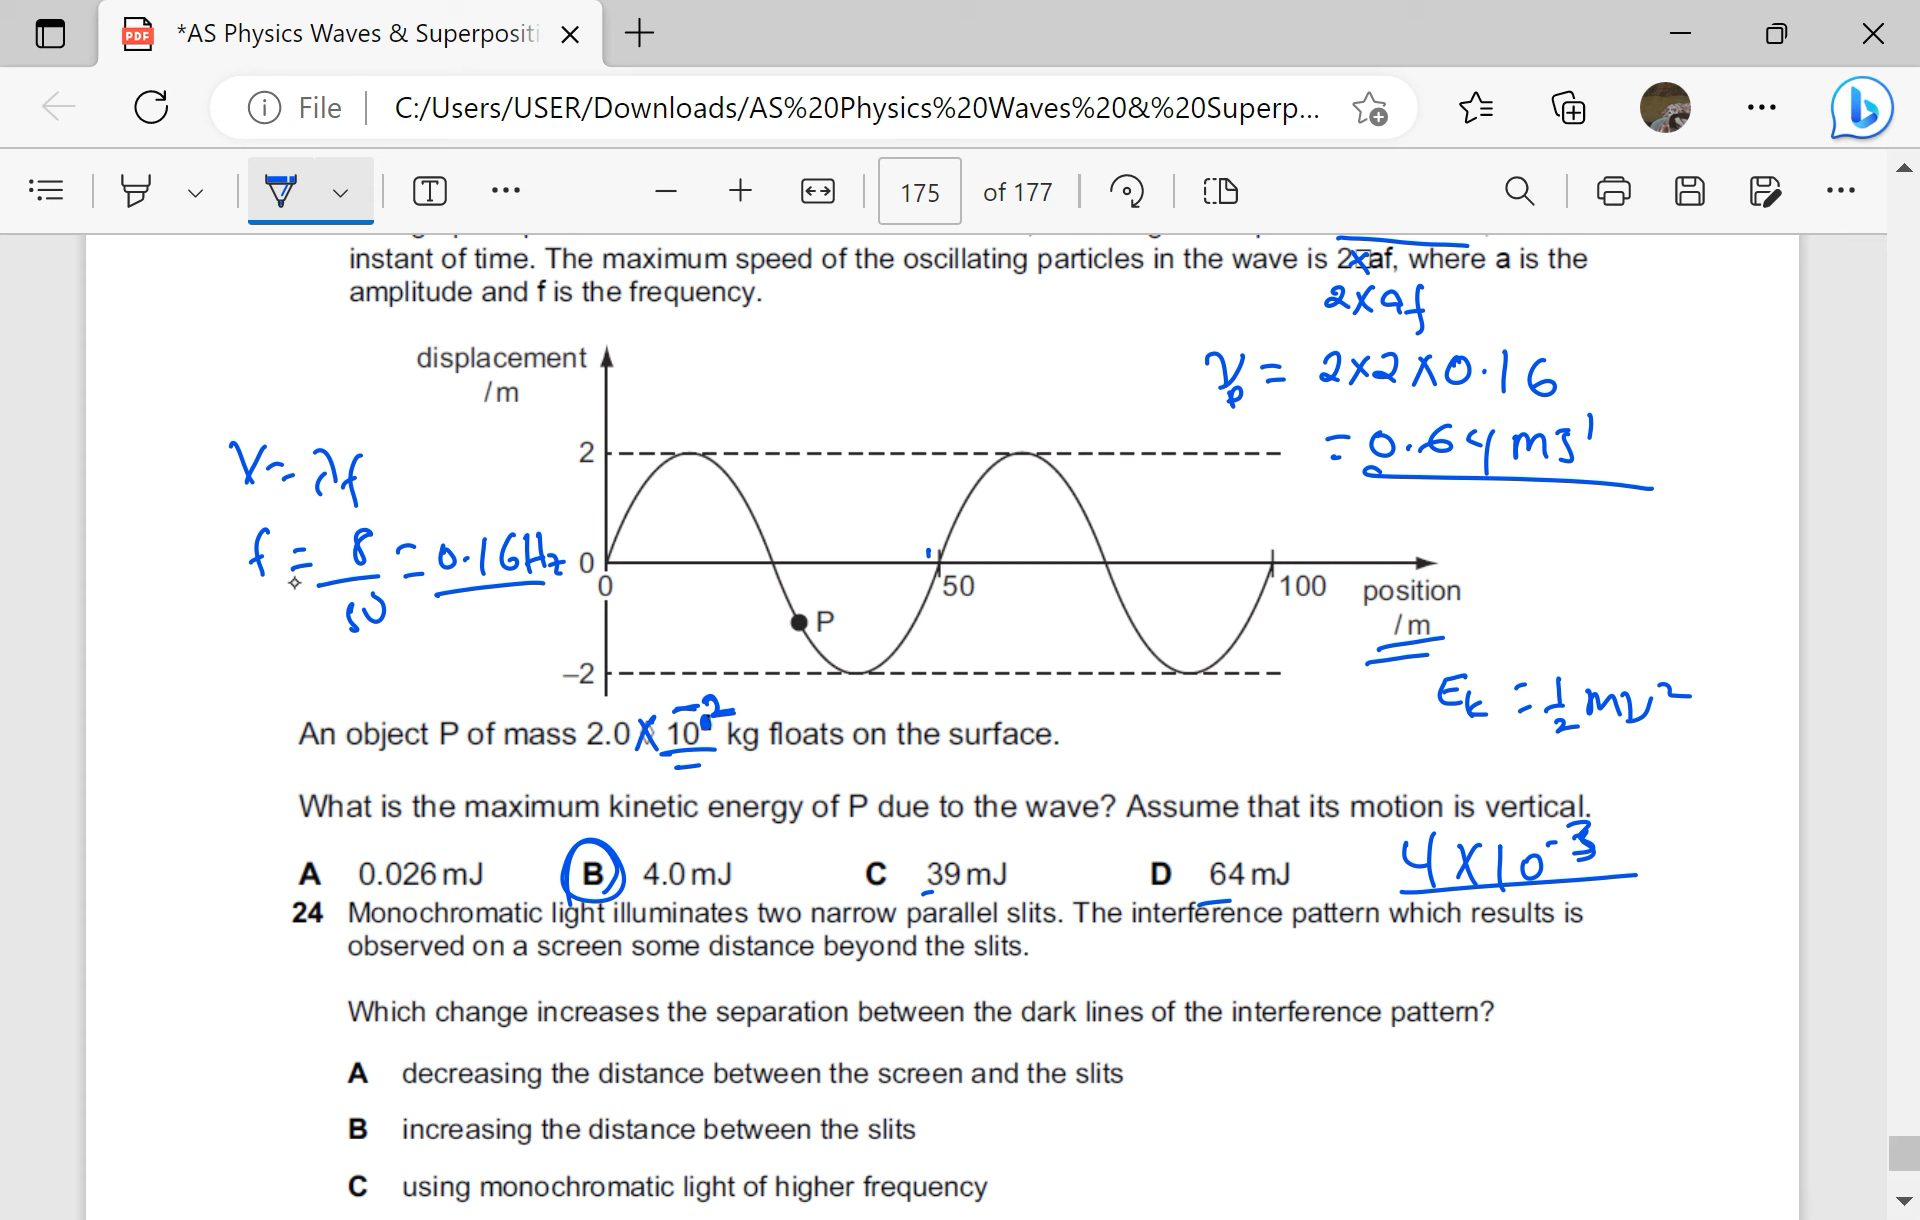 *AS Physics Waves & Superpositi
File
C:/Users/USER/Downloads/AS%20Physics%20Waves%20&%20Superp...
175 of 177
instant of time. The maximum speed of the oscillating particles in the wave is 2xaf, where a is the
amplitude and f is the frequency.
2xaf
displacement
/m
Vp = 2x2x0.16
= 0.64 ms1
2
V = λf
f = 8/50 = 0.16Hz
0
0
50
100
position
/m
P
–2
Ek = 1/2 mv2
An object P of mass 2.0 x 10-2 kg floats on the surface.
What is the maximum kinetic energy of P due to the wave? Assume that its motion is vertical.
4 x 10-3
A 0.026 mJ B 4.0 mJ C 39 mJ D 64 mJ
24 Monochromatic light illuminates two narrow parallel slits. The interference pattern which results is
observed on a screen some distance beyond the slits.
Which change increases the separation between the dark lines of the interference pattern?
A decreasing the distance between the screen and the slits
B increasing the distance between the slits
C using monochromatic light of higher frequency